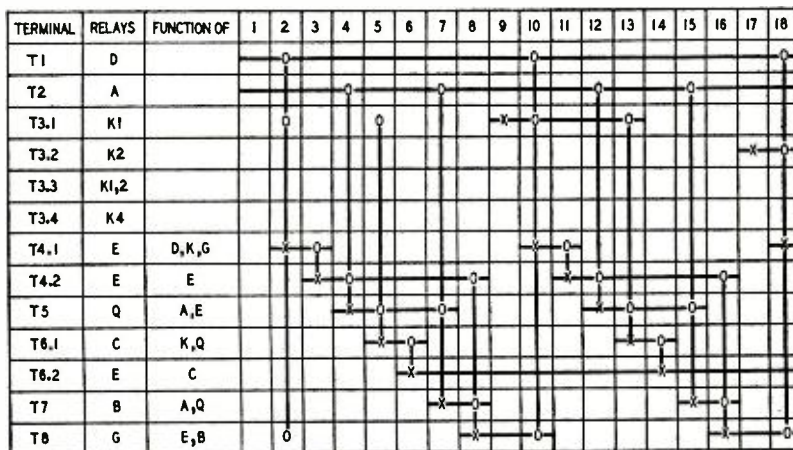 TERMINAL RELAYS FUNCTION OF 1 2 3 4 5 6 7 8 9 10 11 12 13 14 15 16 17 18
T1 D O O O
T2 A O O O O
T3.1 K1 O O X O O
T3.2 K2 X O
T3.3 K1,2
T3.4 K4
T4.1 E D,K,G X O X O X
T4.2 E E X O O X O O
T5 Q A,E X O O X O O
T6.1 C K,Q X O X O
T6.2 E C X X
T7 B A,Q X O X O
T8 G E,B O X O X O